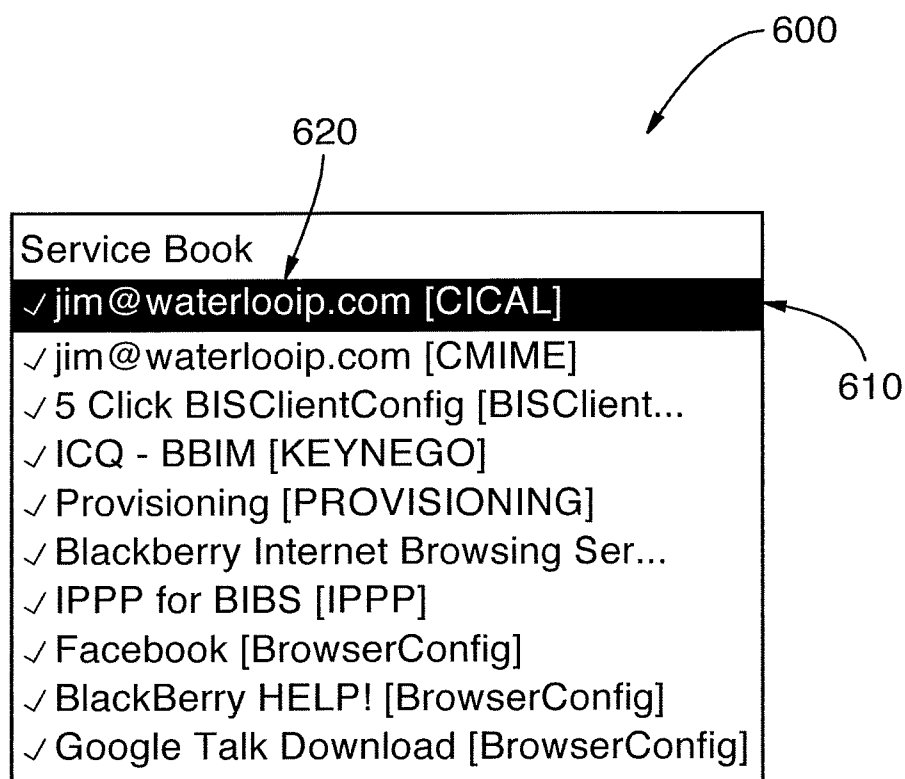 600
620
Service Book
✓ jim@waterlooip.com [CICAL]
✓ jim@waterlooip.com [CMIME]
610
✓ 5 Click BISClientConfig [BISClient...
✓ ICQ - BBIM [KEYNEGO]
✓ Provisioning [PROVISIONING]
✓ Blackberry Internet Browsing Ser...
✓ IPPP for BIBS [IPPP]
✓ Facebook [BrowserConfig]
✓ BlackBerry HELP! [BrowserConfig]
✓ Google Talk Download [BrowserConfig]